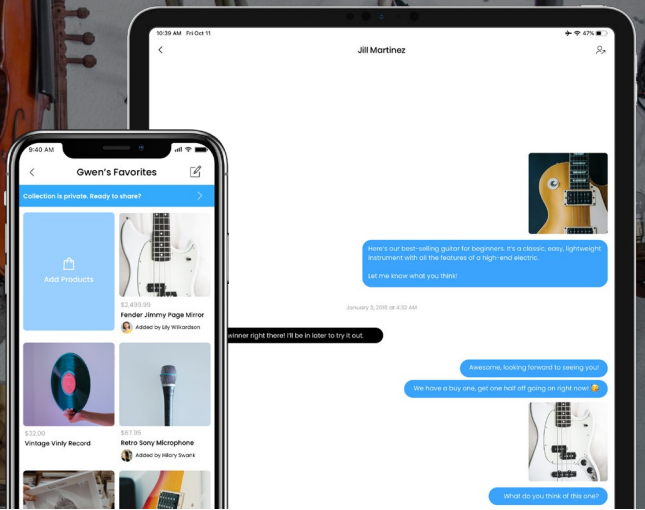 10:39 AM Fri Oct 11
47%
Jill Martinez
Here's our best-selling guitar for beginners. It's a classic, easy, lightweight
instrument with all the features of a high-end electric.
Let me know what you think!
January 3, 2018 at 4:32 AM
winner right there! I'll be in later to try it out.
Awesome, looking forward to seeing you!
We have a buy one, get one half off going on right now! 🤪
What do you think of this one?
9:40 AM
Gwen's Favorites
Collection is private. Ready to share?
Add Products
$2,499.99
Fender Jimmy Page Mirror
Added by Lily Wilkardson
$32.00
Vintage Vinly Record
$67.95
Retro Sony Microphone
Added by Hilary Swank